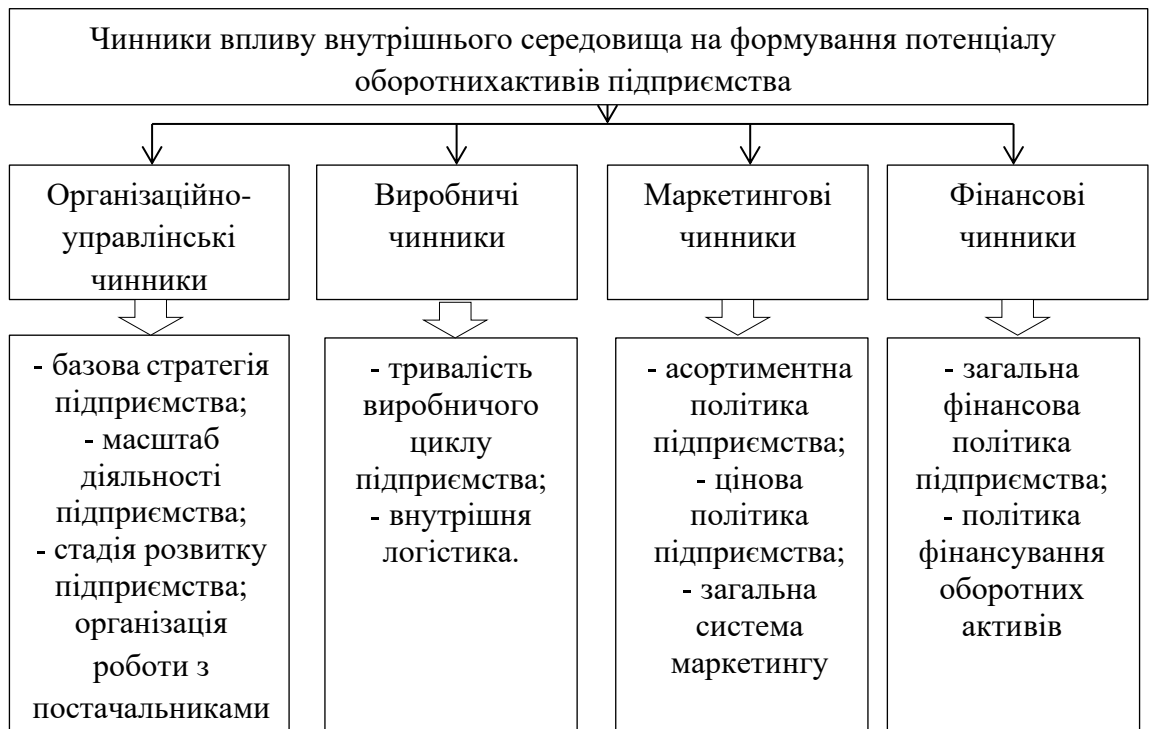 Чинники впливу внутрішнього середовища на формування потенціалу
оборотнихактивів підприємства
Організаційно-
управлінські
чинники
Виробничі
чинники
Маркетингові
чинники
Фінансові
чинники
- базова стратегія
підприємства;
- масштаб
діяльності
підприємства;
- стадія розвитку
підприємства;
організація
роботи з
постачальниками
- тривалість
виробничого
циклу
підприємства;
- внутрішня
логістика.
- асортиментна
політика
підприємства;
- цінова
політика
підприємства;
- загальна
система
маркетингу
- загальна
фінансова
політика
підприємства;
- політика
фінансування
оборотних
активів